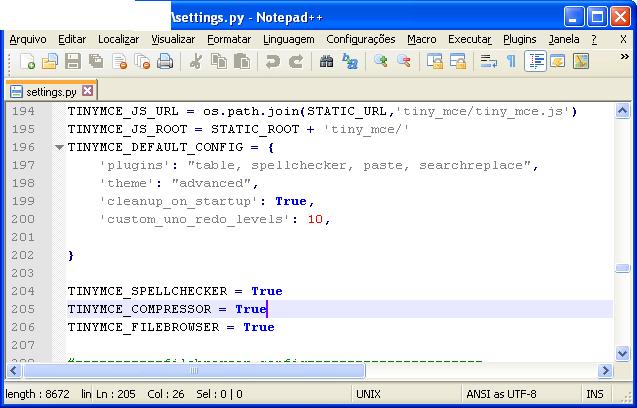 \settings.py - Notepad++
Arquivo Editar Localizar Visualizar Formatar Linguagem Configurações Macro Executar Plugins Janela ? X
settings.py
194 TINYMCE_JS_URL = os.path.join(STATIC_URL,'tiny_mce/tiny_mce.js')
195 TINYMCE_JS_ROOT = STATIC_ROOT + 'tiny_mce/'
196 TINYMCE_DEFAULT_CONFIG = {
197 'plugins': "table, spellchecker, paste, searchreplace",
198 'theme': "advanced",
199 'cleanup_on_startup': True,
200 'custom_uno_redo_levels': 10,
201
202 }
203
204 TINYMCE_SPELLCHECKER = True
205 TINYMCE_COMPRESSOR = True
206 TINYMCE_FILEBROWSER = True
207
length : 8672 lin Ln : 205 Col : 26 Sel : 0 | 0 UNIX ANSI as UTF-8 INS